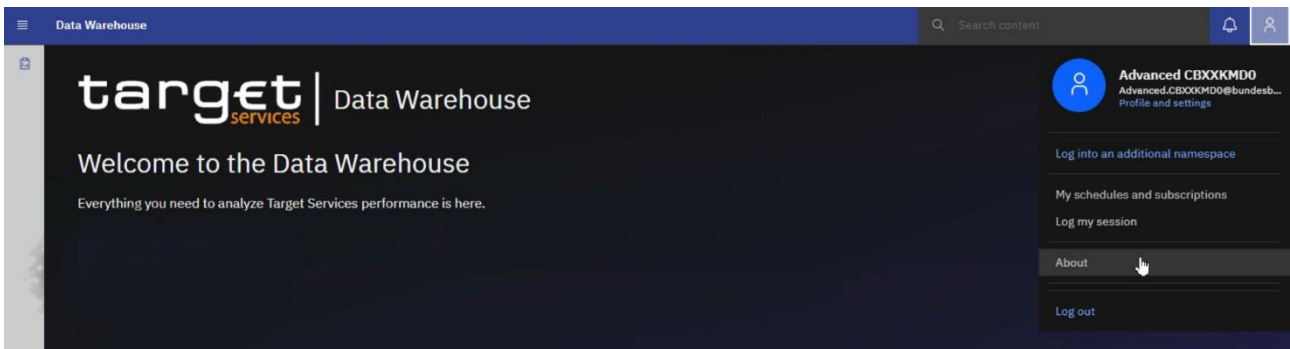 Data Warehouse
Search content
target services | Data Warehouse
Welcome to the Data Warehouse
Everything you need to analyze Target Services performance is here.
Advanced CBXXKMD0
Advanced.CBXXKMD0@bundesb...
Profile and settings
Log into an additional namespace
My schedules and subscriptions
Log my session
About
Log out